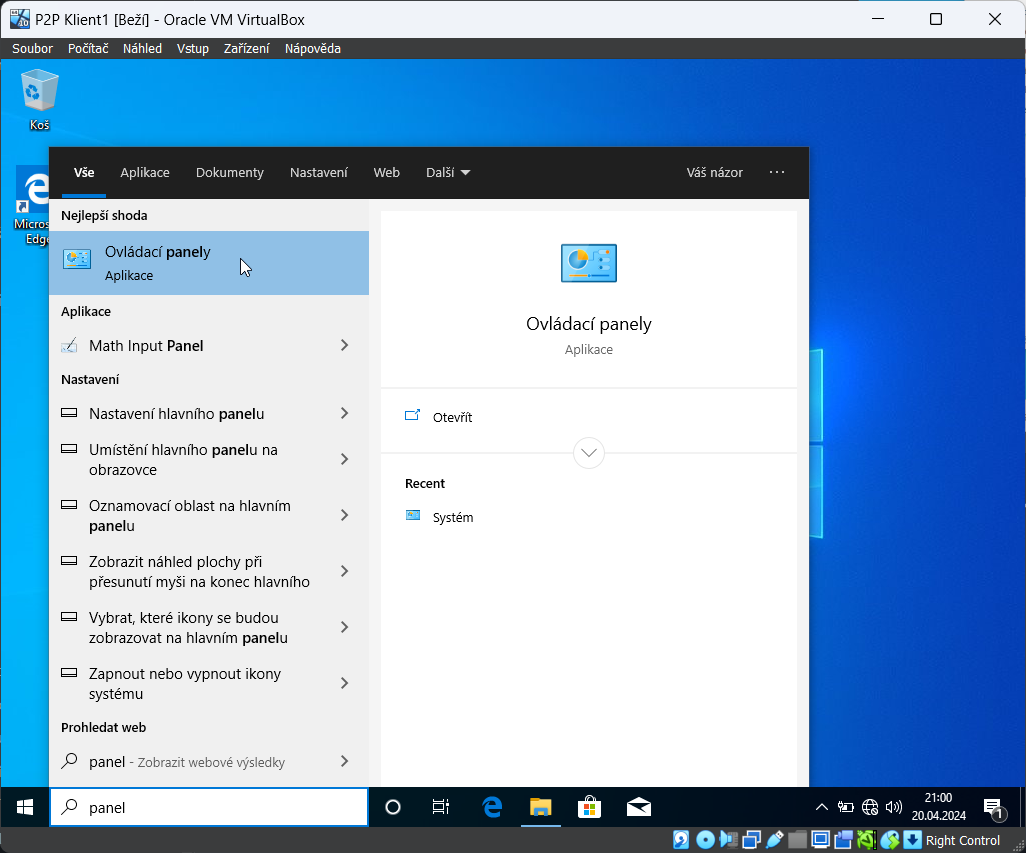 P2P Klient1 [Beží] - Oracle VM VirtualBox
Soubor Počítač Náhled Vstup Zařízení Nápověda
Koš
Micros
Edge
Vše Aplikace Dokumenty Nastavení Web Další Váš názor ···
Nejlepší shoda
Ovládací panely
Aplikace
Aplikace
Math Input Panel
Nastavení
Nastavení hlavního panelu
Umístění hlavního panelu na
obrazovce
Oznamovací oblast na hlavním
panelu
Zobrazit náhled plochy při
přesunutí myši na konec hlavního
Vybrat, které ikony se budou
zobrazovat na hlavním panelu
Zapnout nebo vypnout ikony
systému
Prohledat web
panel - Zobrazit webové výsledky
Ovládací panely
Aplikace
Otevřít
Recent
Systém
panel
21:00
20.04.2024
1
Right Control